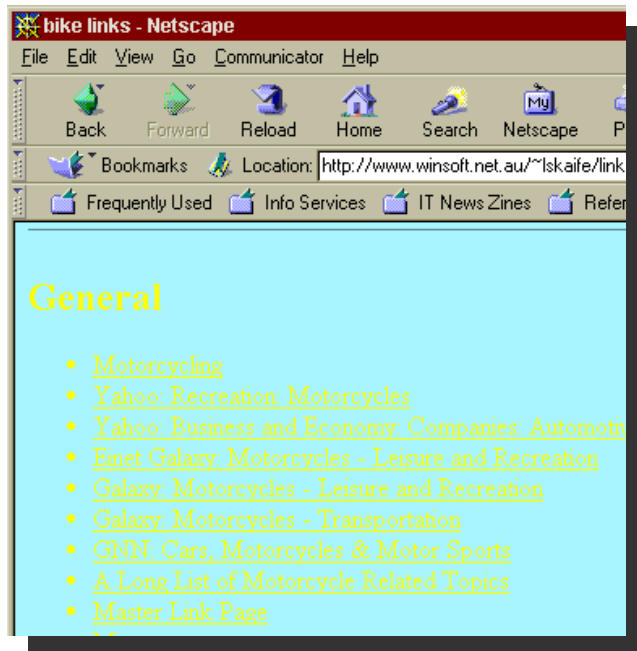 bike links - Netscape
File Edit View Go Communicator Help
Back Forward Reload Home Search Netscape
Bookmarks Location: http://www.winsoft.net.au/~lskaife/link
Frequently Used Info Services IT News Zines Refer
General
Motorcycling
Yahoo: Recreation: Motorcycles
Yahoo: Business and Economy: Companies: Automoti
Einet Galaxy: Motorcycles - Leisure and Recreation
Galaxy: Motorcycles - Leisure and Recreation
Galaxy: Motorcycles - Transportation
GNN: Cars, Motorcycles & Motor Sports
A Long List of Motorcycle Related Topics
Master Link Page